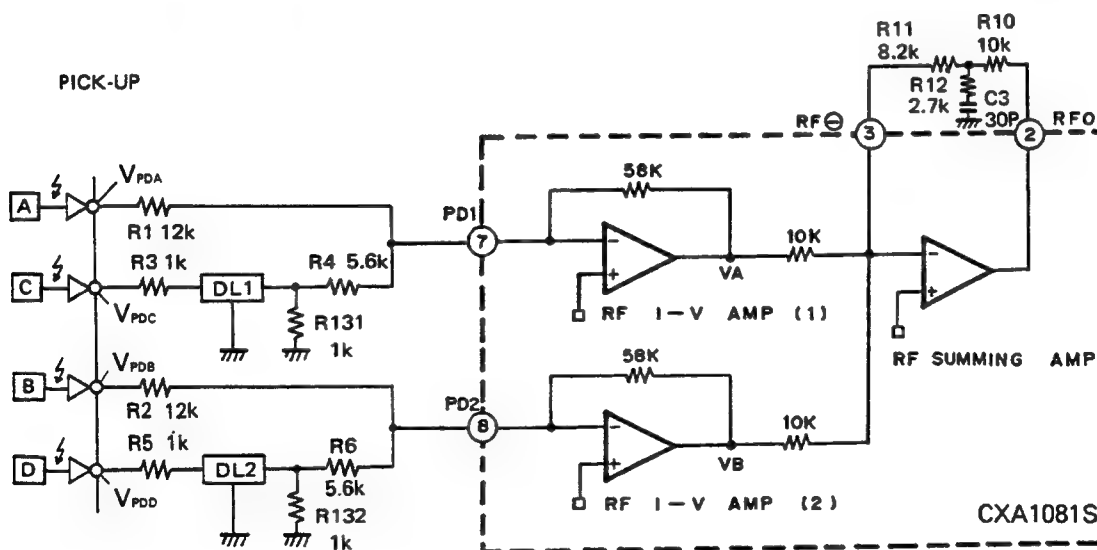 PICK-UP
R11
8.2k
R10
10k
R12
2.7k
C3
30P
RF⊖
3
2
RFO
A
VPDA
R1 12k
PD1
7
58K
VA
10K
R3 1k
DL1
R4 5.6k
C
VPDC
R131
1k
RF I-V AMP (1)
RF SUMMING AMP
B
VPDB
R2 12k
PD2
8
58K
VB
10K
R5 1k
DL2
R6
5.6k
D
VPDD
R132
1k
RF I-V AMP (2)
CXA1081S
- 
+
-
+
-
+